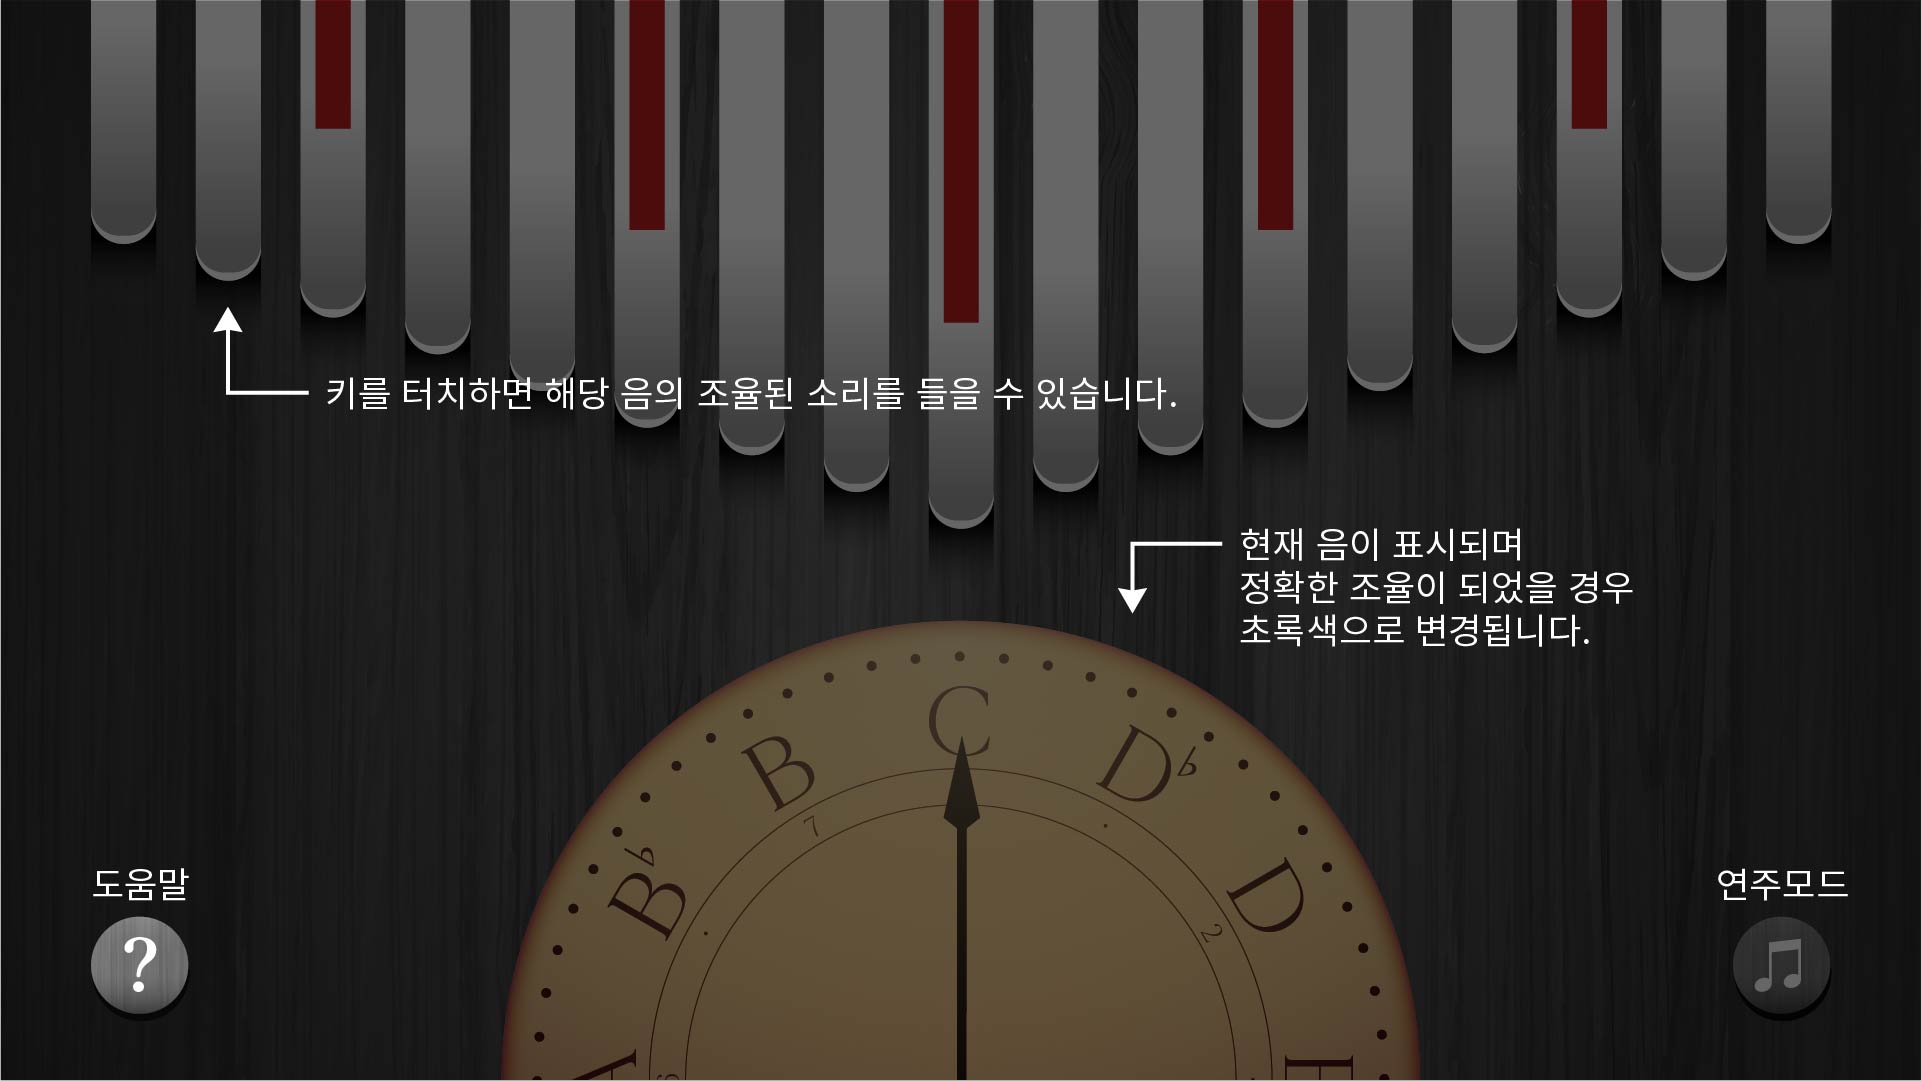 키를 터치하면 해당 음의 조율된 소리를 들을 수 있습니다.
현재 음이 표시되며
정확한 조율이 되었을 경우
초록색으로 변경됩니다.
C
B
D♭
7
B♭
D
2
도움말
연주모드
?
A
6
E